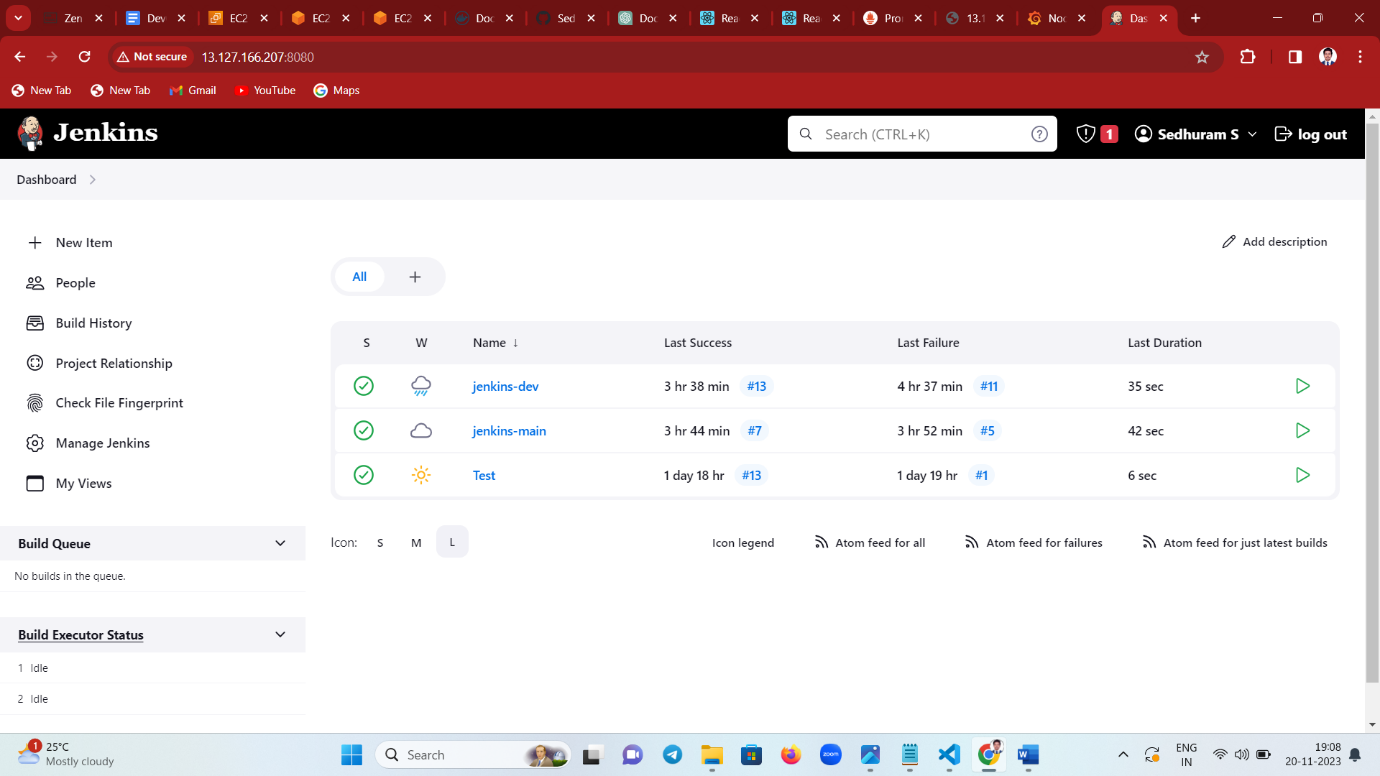 Zen
Dev
EC2
EC2
EC2
Doc
Sed
Doc
Rea
Rea
Pro
13.1
Noc
Das
Not secure 13.127.166.207:8080
New Tab New Tab Gmail YouTube Maps
Jenkins Search (CTRL+K) ? 1 Sedhuram S log out
Dashboard
New Item
People
Build History
Project Relationship
Check File Fingerprint
Manage Jenkins
My Views
Build Queue
No builds in the queue.
Build Executor Status
1 Idle
2 Idle
Add description
All +
S W Name ↓ Last Success Last Failure Last Duration
jenkins-dev 3 hr 38 min #13 4 hr 37 min #11 35 sec
jenkins-main 3 hr 44 min #7 3 hr 52 min #5 42 sec
Test 1 day 18 hr #13 1 day 19 hr #1 6 sec
Icon: S M L Icon legend Atom feed for all Atom feed for failures Atom feed for just latest builds
1 25°C
Mostly cloudy
Search
zoom
ENG
IN
19:08
20-11-2023